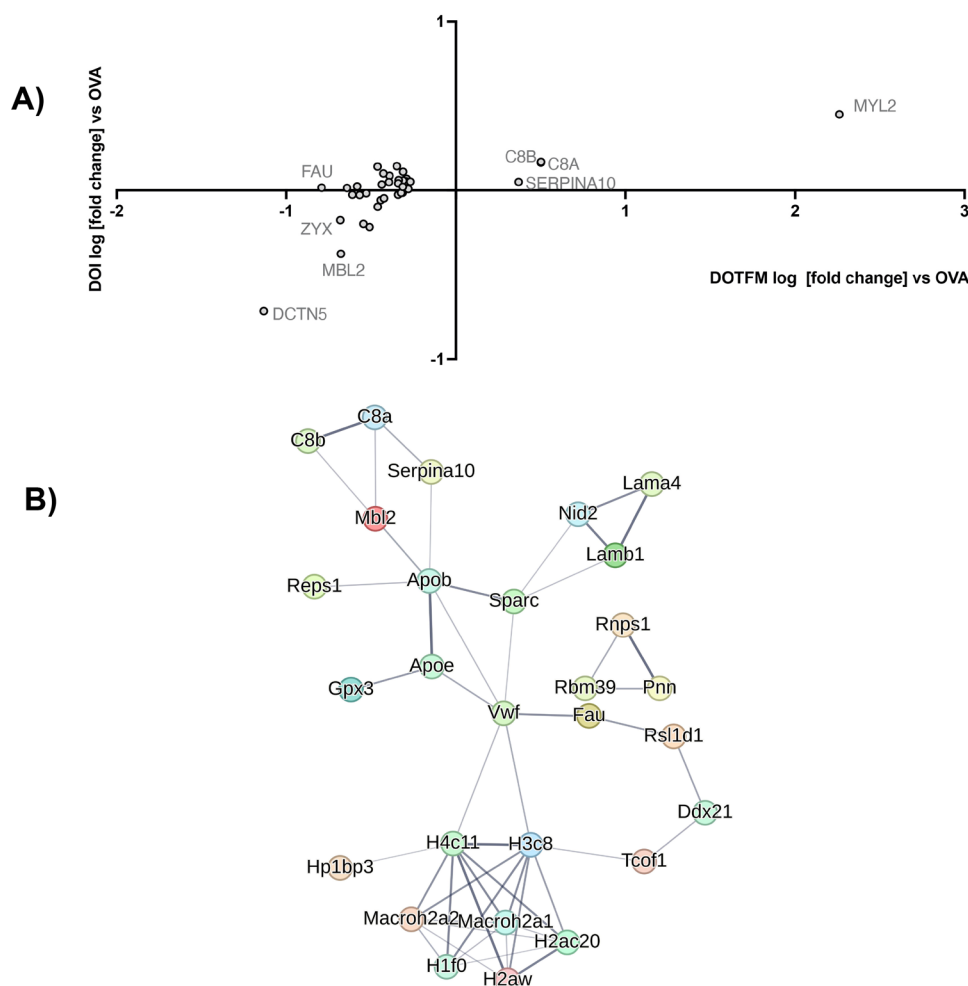 A)
DOI log [fold change] vs OVA
1
MYL2
C8B
C8A
FAU
SERPINA10
-2
-1
1
2
3
ZYX
MBL2
DOTFM log [fold change] vs OVA
DCTN5
-1
B)
C8a
C8b
Serpina10
Lama4
Nid2
Mbl2
Lamb1
Apob
Reps1
Sparc
Rnps1
Apoe
Gpx3
Rbm39
Pnn
Vwf
Fau
Rsl1d1
Ddx21
H4c11
H3c8
Hp1bp3
Tcof1
Macroh2a2
Macroh2a1
H2ac20
H1f0
H2aw